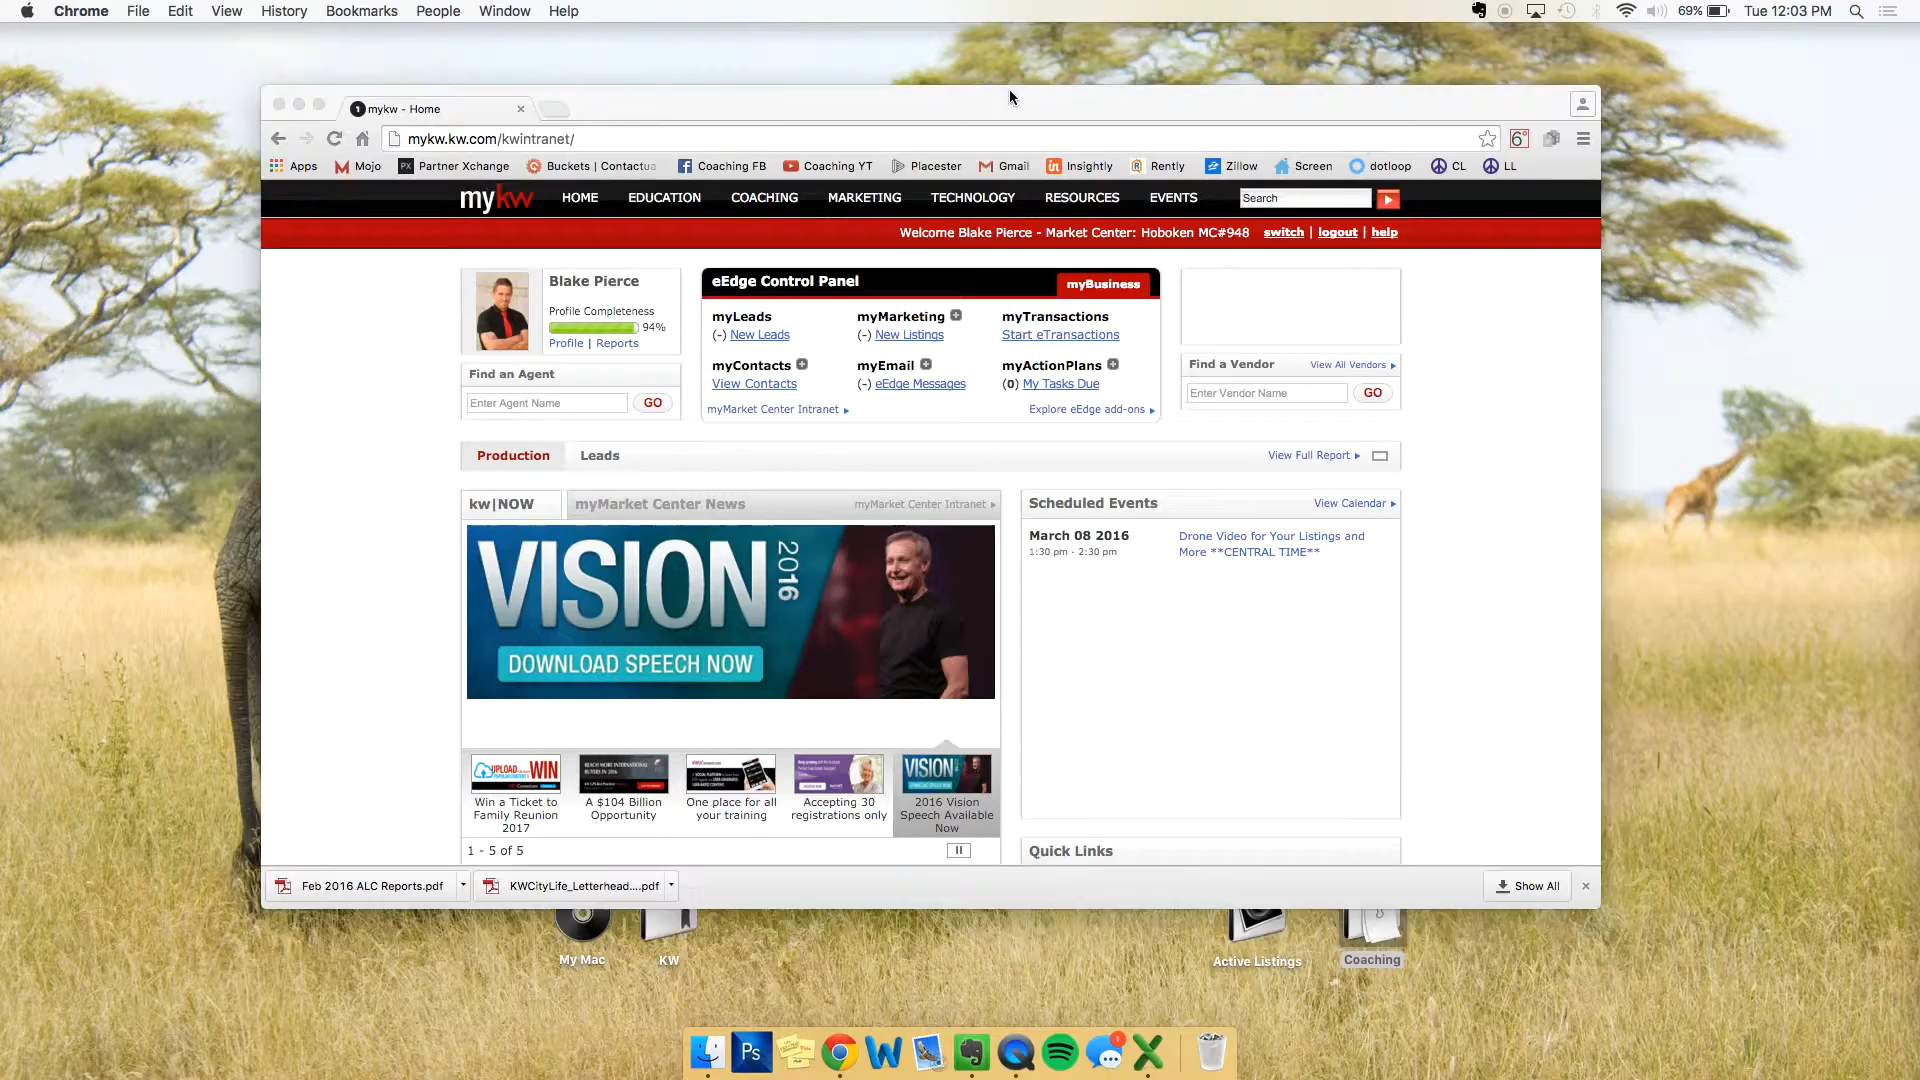 Chrome File Edit View History Bookmarks People Window Help 69% Tue 12:03 PM
mykw - Home
mykw.kw.com/kwintranet/
6°
Apps Mojo Partner Xchange Buckets | Contactua Coaching FB Coaching YT Placester Gmail Insightly Rently Zillow Screen dotloop CL LL
mykw HOME EDUCATION COACHING MARKETING TECHNOLOGY RESOURCES EVENTS Search
Welcome Blake Pierce - Market Center: Hoboken MC#948 switch | logout | help
Blake Pierce
Profile Completeness
94%
Profile | Reports
Find an Agent
Enter Agent Name GO
eEdge Control Panel myBusiness
myLeads myMarketing myTransactions
(-) New Leads (-) New Listings Start eTransactions
myContacts myEmail myActionPlans
View Contacts (-) eEdge Messages (0) My Tasks Due
myMarket Center Intranet Explore eEdge add-ons
Find a Vendor View All Vendors
Enter Vendor Name GO
Production Leads View Full Report
kw|NOW myMarket Center News myMarket Center Intranet
VISION 2016
DOWNLOAD SPEECH NOW
Scheduled Events View Calendar
March 08 2016 Drone Video for Your Listings and
1:30 pm - 2:30 pm More **CENTRAL TIME**
UPLOAD WIN
VISION
Win a Ticket to
Family Reunion
2017
A $104 Billion
Opportunity
One place for all
your training
Accepting 30
registrations only
2016 Vision
Speech Available
Now
1 - 5 of 5
Quick Links
Feb 2016 ALC Reports.pdf KWCityLife_Letterhead....pdf Show All
My Mac KW Active Listings Coaching
Ps W 1